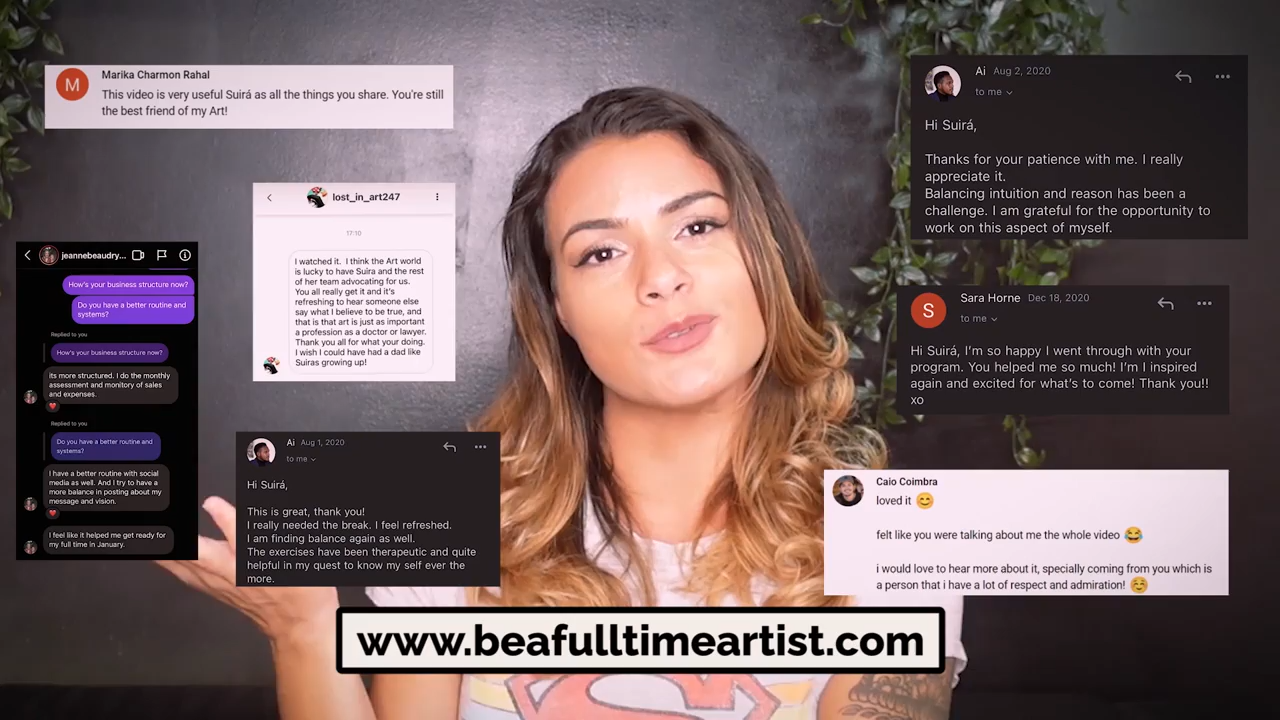 Marika Charmon Rahal
This video is very useful Suirá as all the things you share. You're still
the best friend of my Art!
M
lost_in_art247
17:10
I watched it. I think the Art world
is lucky to have Suira and the rest
of her team advocating for us.
You all really get it and it's
refreshing to hear someone else
say what I believe to be true, and
that is that art is just as important
a profession as a doctor or lawyer.
Thank you all for what your doing.
I wish I could have had a dad like
Suiras growing up!
jeannebeaudry...
How's your business structure now?
Do you have a better routine and
systems?
Replied to you
How's your business structure now?
its more structured. I do the monthly
assessment and monitory of sales
and expenses.
Replied to you
Do you have a better routine and
systems?
I have a better routine with social
media as well. And I try to have a
more balance in posting about my
message and vision.
I feel like it helped me get ready for
my full time in January.
Ai Aug 1, 2020
to me
Hi Suirá,
This is great, thank you!
I really needed the break. I feel refreshed.
I am finding balance again as well.
The exercises have been therapeutic and quite
helpful in my quest to know my self ever the
more.
Ai Aug 2, 2020
to me
Hi Suirá,
Thanks for your patience with me. I really
appreciate it.
Balancing intuition and reason has been a
challenge. I am grateful for the opportunity to
work on this aspect of myself.
S
Sara Horne Dec 18, 2020
to me
Hi Suirá, I'm so happy I went through with your
program. You helped me so much! I'm I inspired
again and excited for what's to come! Thank you!!
xo
Caio Coimbra
loved it 😊
felt like you were talking about me the whole video 😂
i would love to hear more about it, specially coming from you which is
a person that i have a lot of respect and admiration! ☺️
www.beafulltimeartist.com